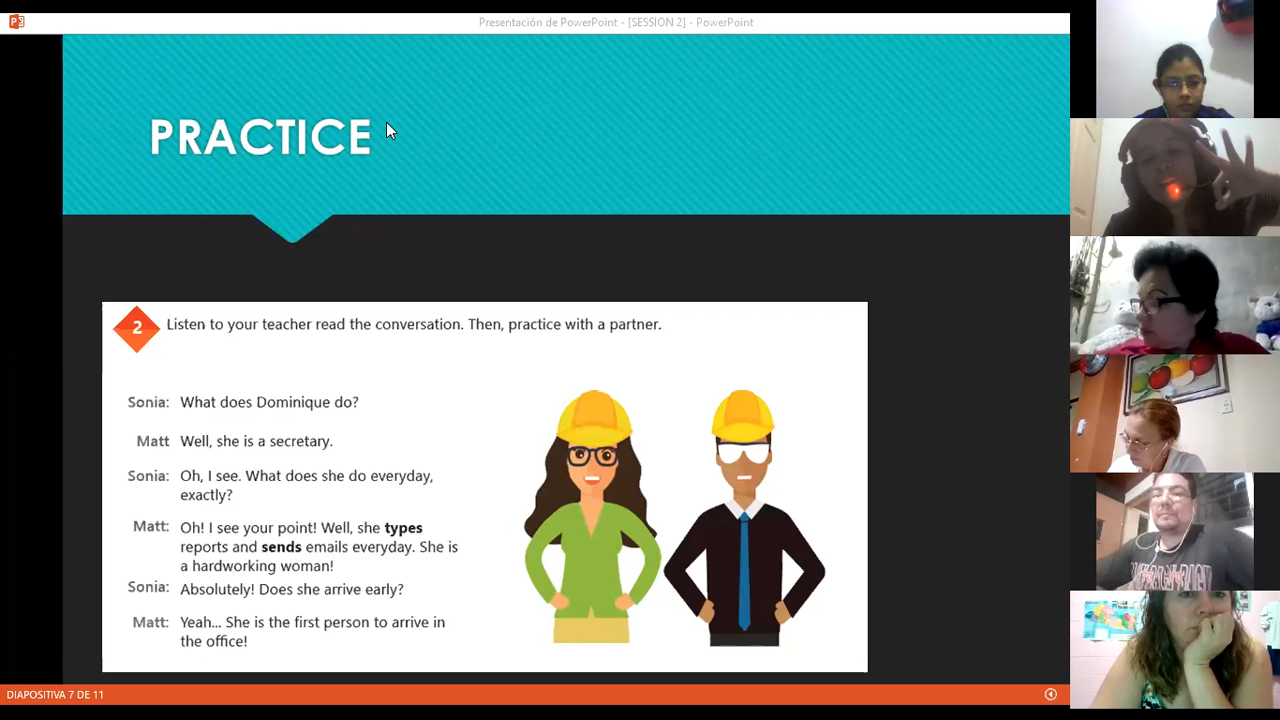 Presentación de PowerPoint - [SESSION 2] - PowerPoint
PRACTICE
2
Listen to your teacher read the conversation. Then, practice with a partner.
Sonia: What does Dominique do?
Matt Well, she is a secretary.
Sonia: Oh, I see. What does she do everyday,
exactly?
Matt: Oh! I see your point! Well, she types
reports and sends emails everyday. She is
a hardworking woman!
Sonia: Absolutely! Does she arrive early?
Matt: Yeah... She is the first person to arrive in
the office!
DIAPOSITIVA 7 DE 11